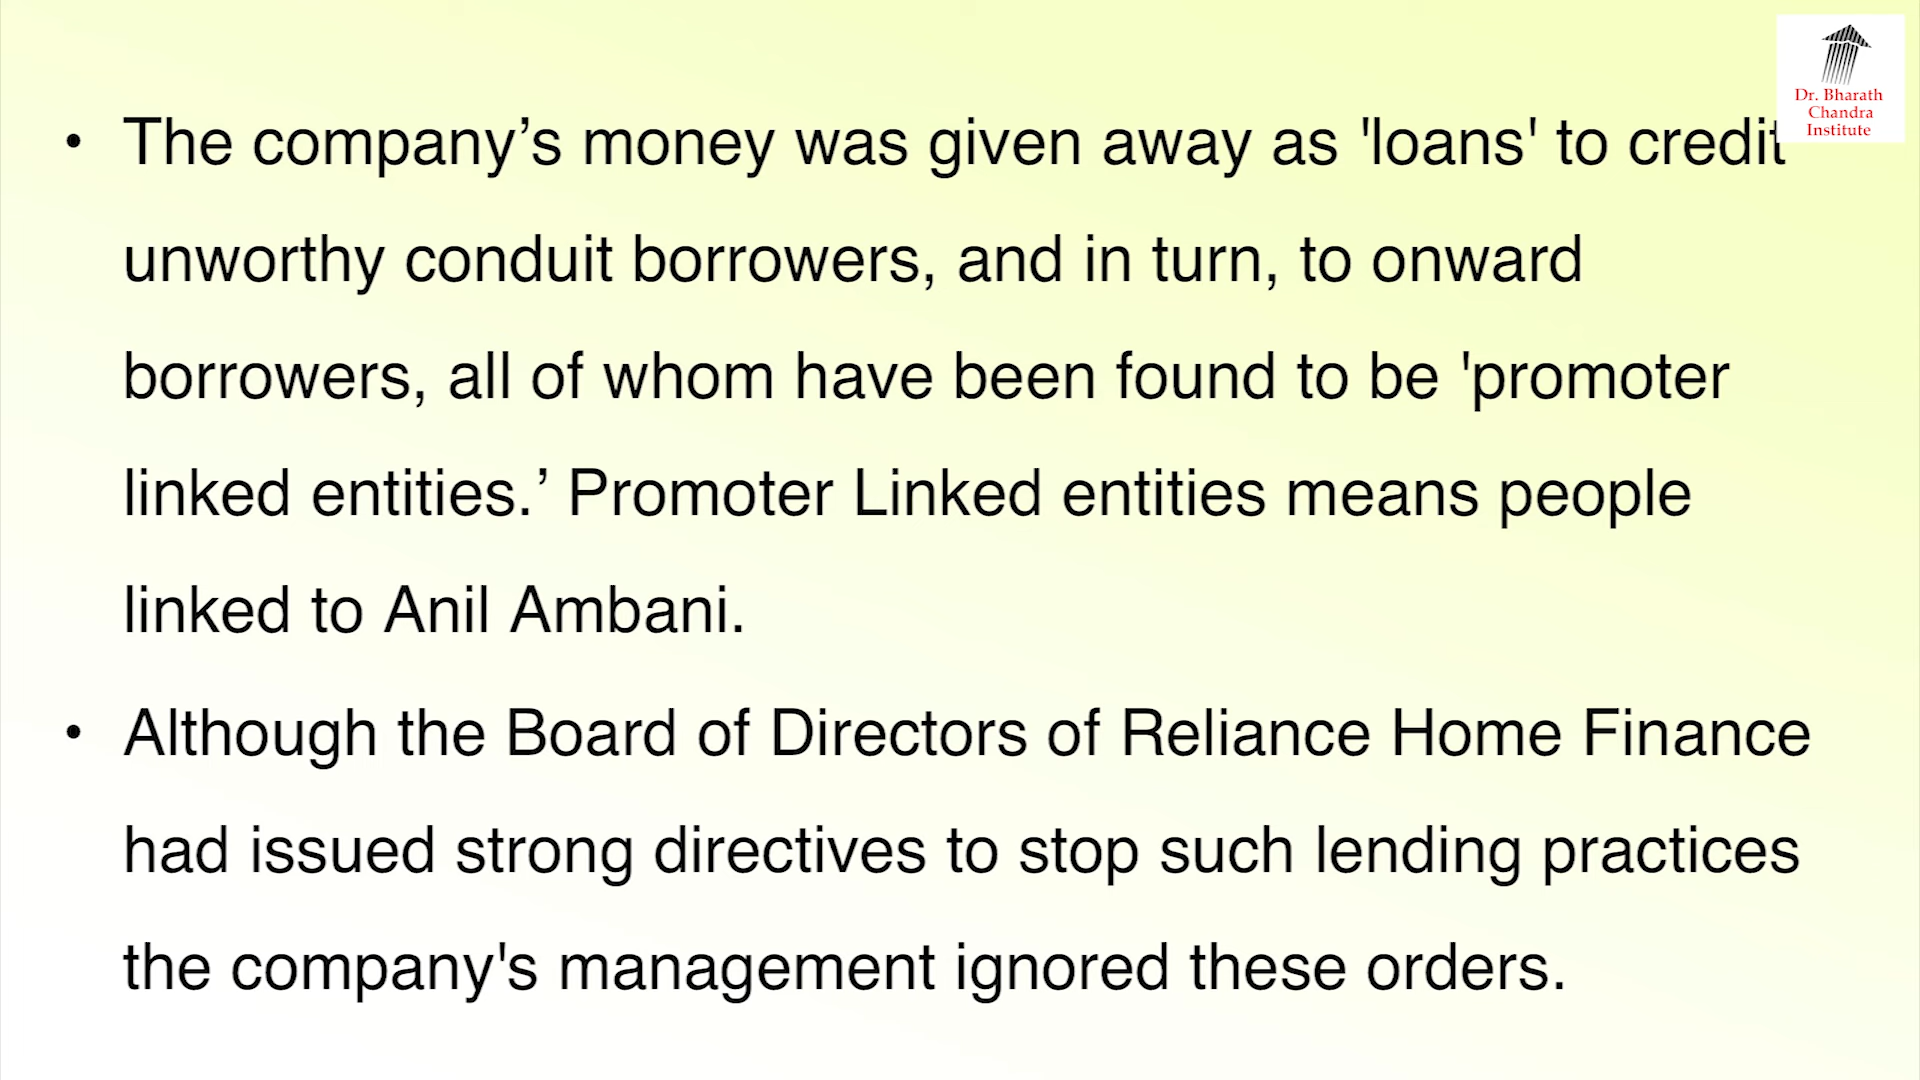 Dr. Bharath
Chandra
Institute
• The company’s money was given away as 'loans' to credit
unworthy conduit borrowers, and in turn, to onward
borrowers, all of whom have been found to be 'promoter
linked entities.’ Promoter Linked entities means people
linked to Anil Ambani.
• Although the Board of Directors of Reliance Home Finance
had issued strong directives to stop such lending practices
the company's management ignored these orders.